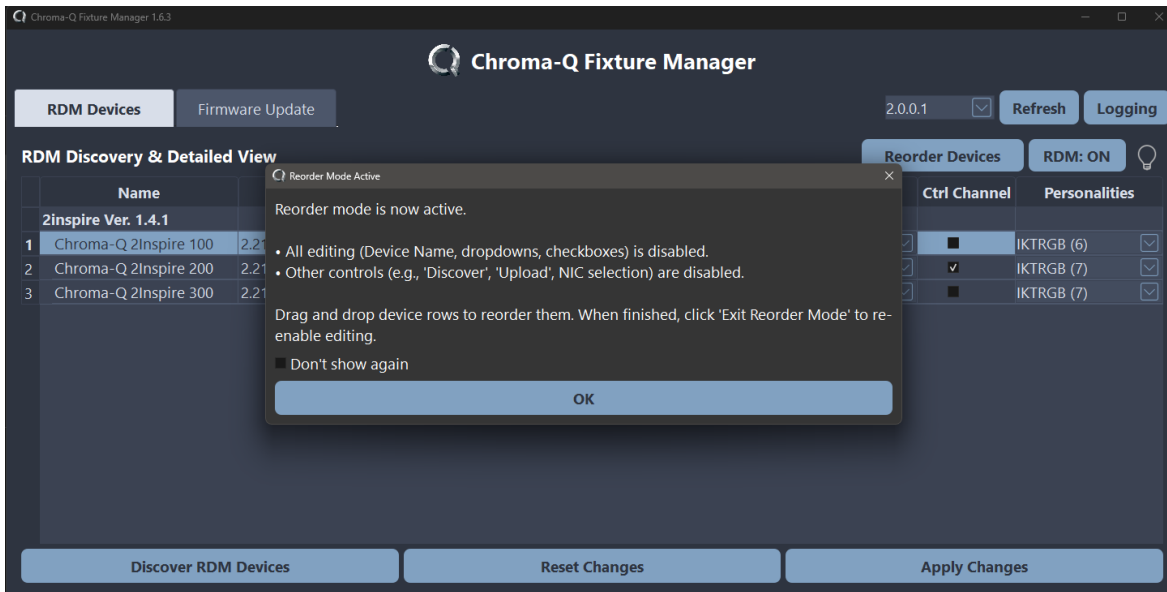 Chroma-Q Fixture Manager 1.6.3
Chroma-Q Fixture Manager
RDM Devices
Firmware Update
2.0.0.1
Refresh
Logging
RDM Discovery & Detailed View
Reorder Devices
RDM: ON
Name
Ctrl Channel
Personalities
2inspire Ver. 1.4.1
1 Chroma-Q 2Inspire 100 2.21 IKTRGB (6)
2 Chroma-Q 2Inspire 200 2.21 IKTRGB (7)
3 Chroma-Q 2Inspire 300 2.21 IKTRGB (7)
Reorder Mode Active
Reorder mode is now active.
• All editing (Device Name, dropdowns, checkboxes) is disabled.
• Other controls (e.g., 'Discover', 'Upload', NIC selection) are disabled.
Drag and drop device rows to reorder them. When finished, click 'Exit Reorder Mode' to re-
enable editing.
Don't show again
OK
Discover RDM Devices
Reset Changes
Apply Changes